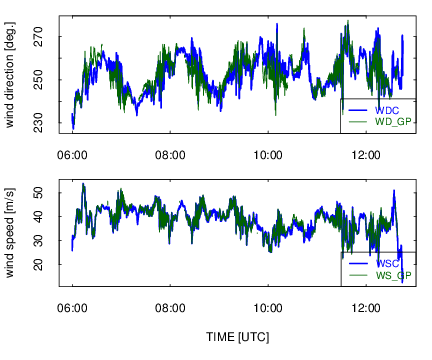 wind direction [deg.]
270
250
230
WDC
WD_GP
06:00 08:00 10:00 12:00
wind speed [m/s]
50
40
30
20
WSC
WS_GP
06:00 08:00 10:00 12:00
TIME [UTC]